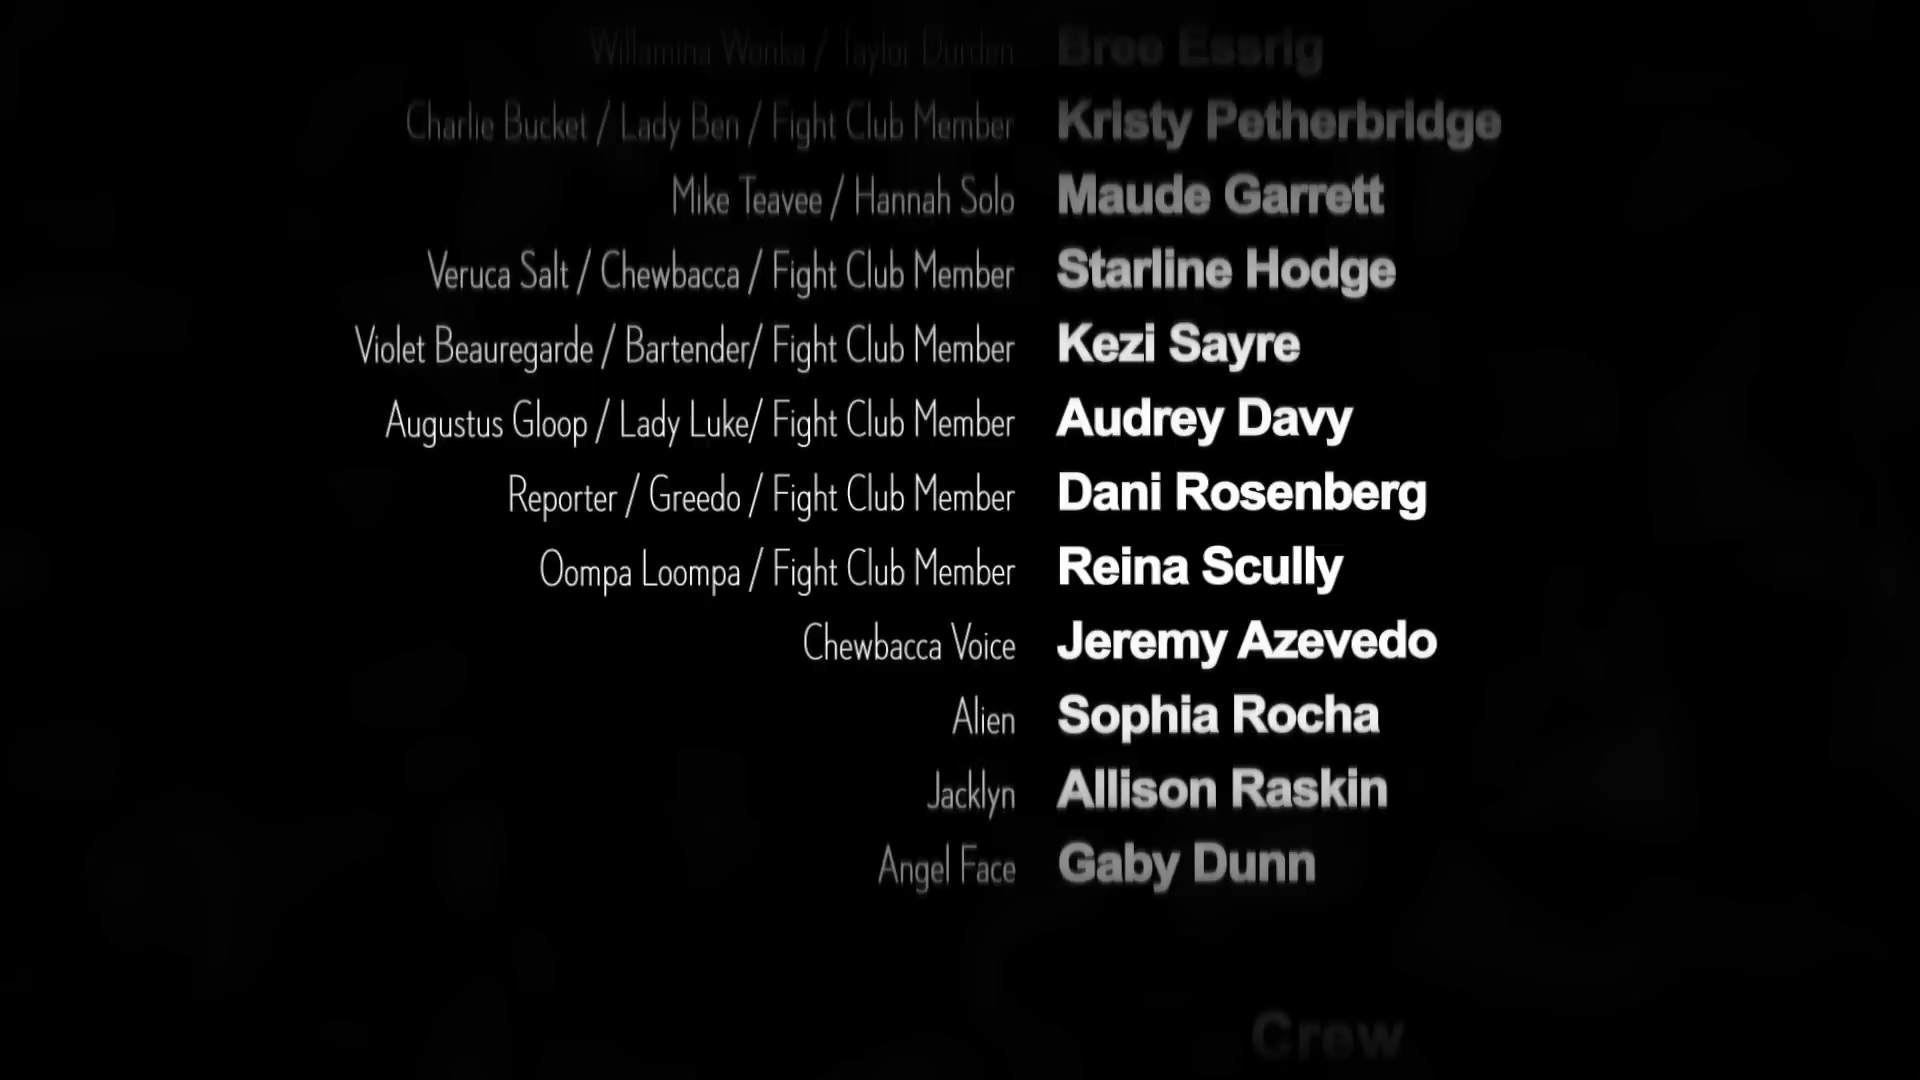 Willamina Wonka / Taylor Durden Bree Essrig
Charlie Bucket / Lady Ben / Fight Club Member Kristy Petherbridge
Mike Teavee / Hannah Solo Maude Garrett
Veruca Salt / Chewbacca / Fight Club Member Starline Hodge
Violet Beauregarde / Bartender/ Fight Club Member Kezi Sayre
Augustus Gloop / Lady Luke/ Fight Club Member Audrey Davy
Reporter / Greedo / Fight Club Member Dani Rosenberg
Oompa Loompa / Fight Club Member Reina Scully
Chewbacca Voice Jeremy Azevedo
Alien Sophia Rocha
Jacklyn Allison Raskin
Angel Face Gaby Dunn
Crew